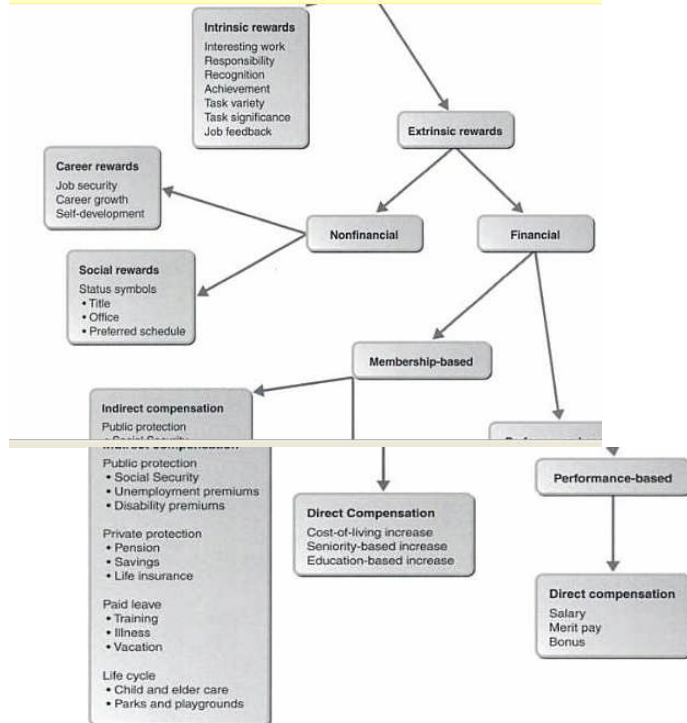 Intrinsic rewards
Interesting work
Responsibility
Recognition
Achievement
Task variety
Task significance
Job feedback
Extrinsic rewards
Career rewards
Job security
Career growth
Self-development
Nonfinancial
Financial
Social rewards
Status symbols
• Title
• Office
• Preferred schedule
Membership-based
Indirect compensation
Public protection
• Social Security
Indirect compensation
Public protection
• Social Security
• Unemployment premiums
• Disability premiums
Private protection
• Pension
• Savings
• Life insurance
Paid leave
• Training
• Illness
• Vacation
Life cycle
• Child and elder care
• Parks and playgrounds
Direct Compensation
Cost-of-living increase
Seniority-based increase
Education-based increase
Performance-based
Direct compensation
Salary
Merit pay
Bonus